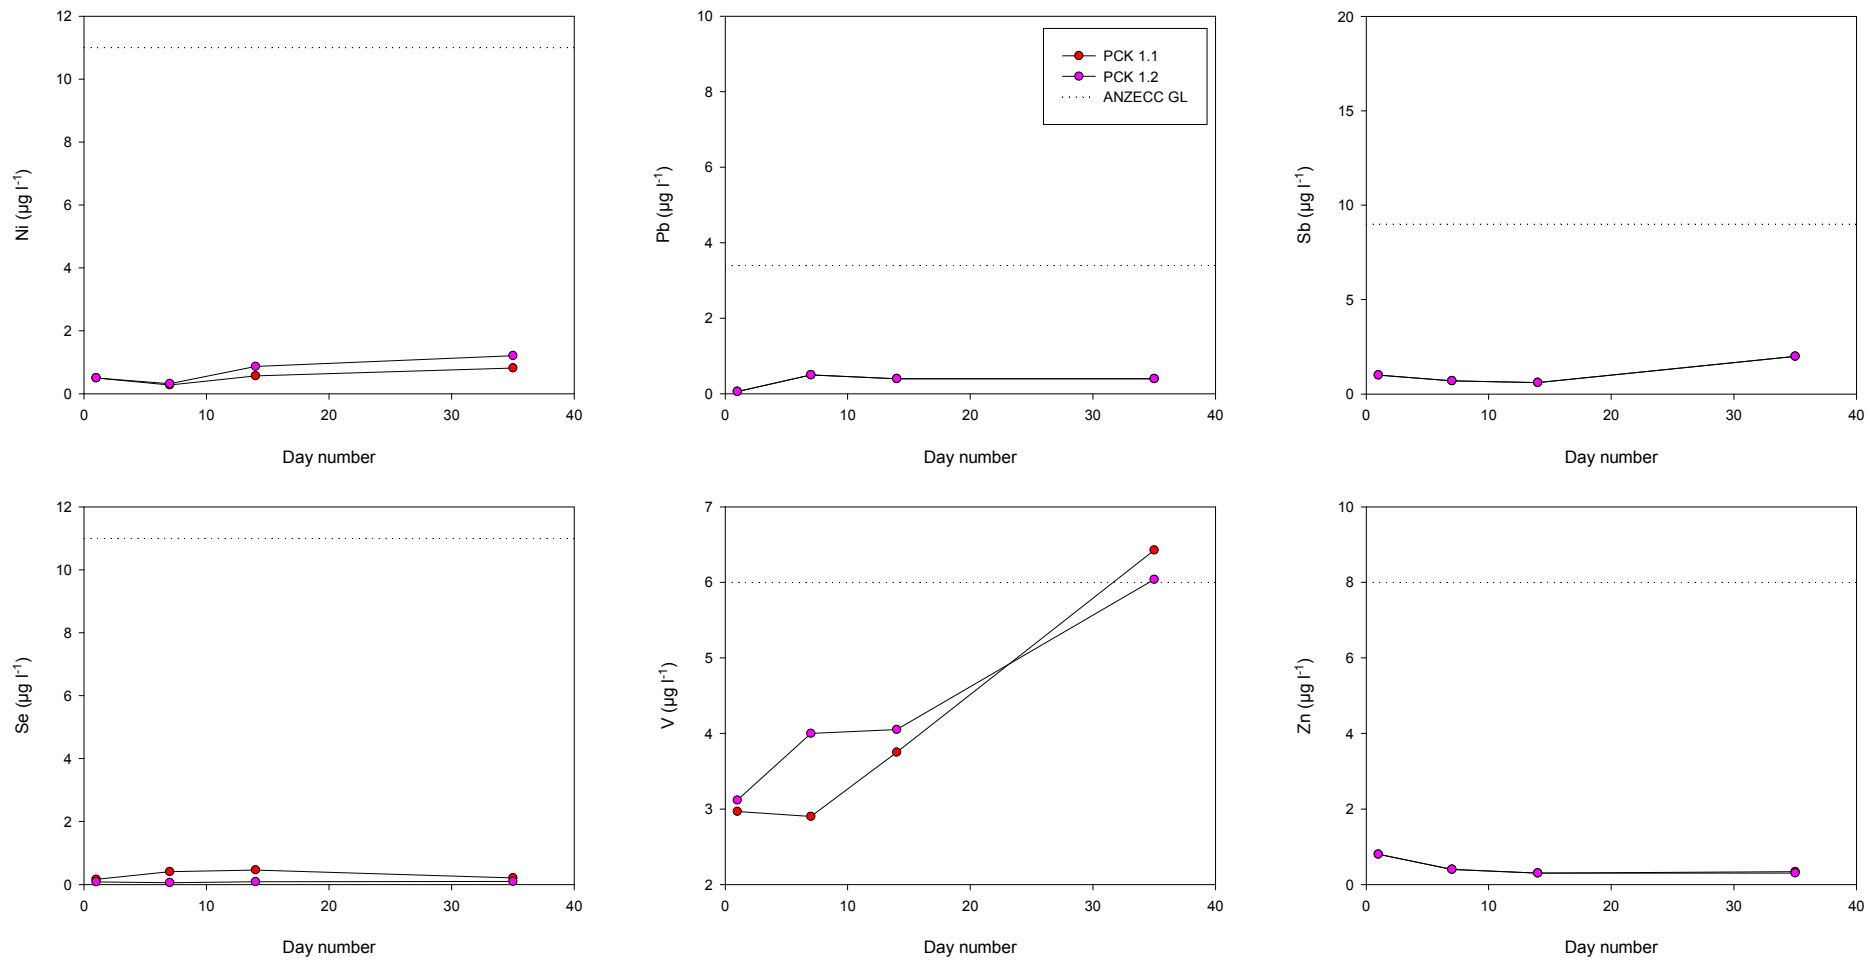 12
10
8
6
4
2
0
Ni (µg l-1)
0 10 20 30 40
Day number
10
8
6
4
2
0
Pb (µg l-1)
PCK 1.1
PCK 1.2
ANZECC GL
0 10 20 30 40
Day number
20
15
10
5
0
Sb (µg l-1)
0 10 20 30 40
Day number
12
10
8
6
4
2
0
Se (µg l-1)
0 10 20 30 40
Day number
7
6
5
4
3
2
V (µg l-1)
0 10 20 30 40
Day number
10
8
6
4
2
0
Zn (µg l-1)
0 10 20 30 40
Day number